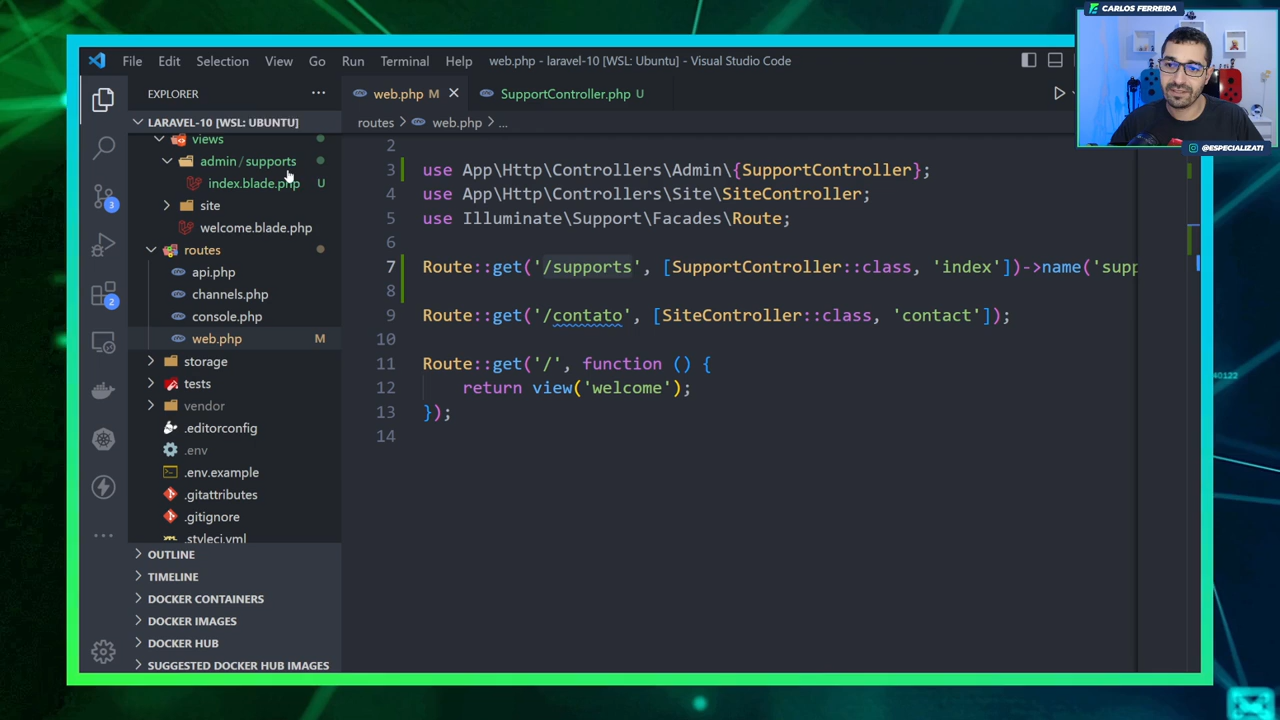 CARLOS FERREIRA
@ESPECIALIZATI
File Edit Selection View Go Run Terminal Help web.php - laravel-10 [WSL: Ubuntu] - Visual Studio Code
EXPLORER ...
web.php M
SupportController.php U
LARAVEL-10 [WSL: UBUNTU]
routes > web.php > ...
views
admin / supports
index.blade.php U
site
welcome.blade.php
routes
api.php
channels.php
console.php
web.php M
storage
tests
vendor
.editorconfig
.env
.env.example
.gitattributes
.gitignore
.styleci.yml
OUTLINE
TIMELINE
DOCKER CONTAINERS
DOCKER IMAGES
DOCKER HUB
SUGGESTED DOCKER HUB IMAGES
3
2
2
3 use App\Http\Controllers\Admin\{SupportController};
4 use App\Http\Controllers\Site\SiteController;
5 use Illuminate\Support\Facades\Route;
6
7 Route::get('/supports', [SupportController::class, 'index'])->name('supp
8
9 Route::get('/contato', [SiteController::class, 'contact']);
10
11 Route::get('/', function () {
12 return view('welcome');
13 });
14
40122